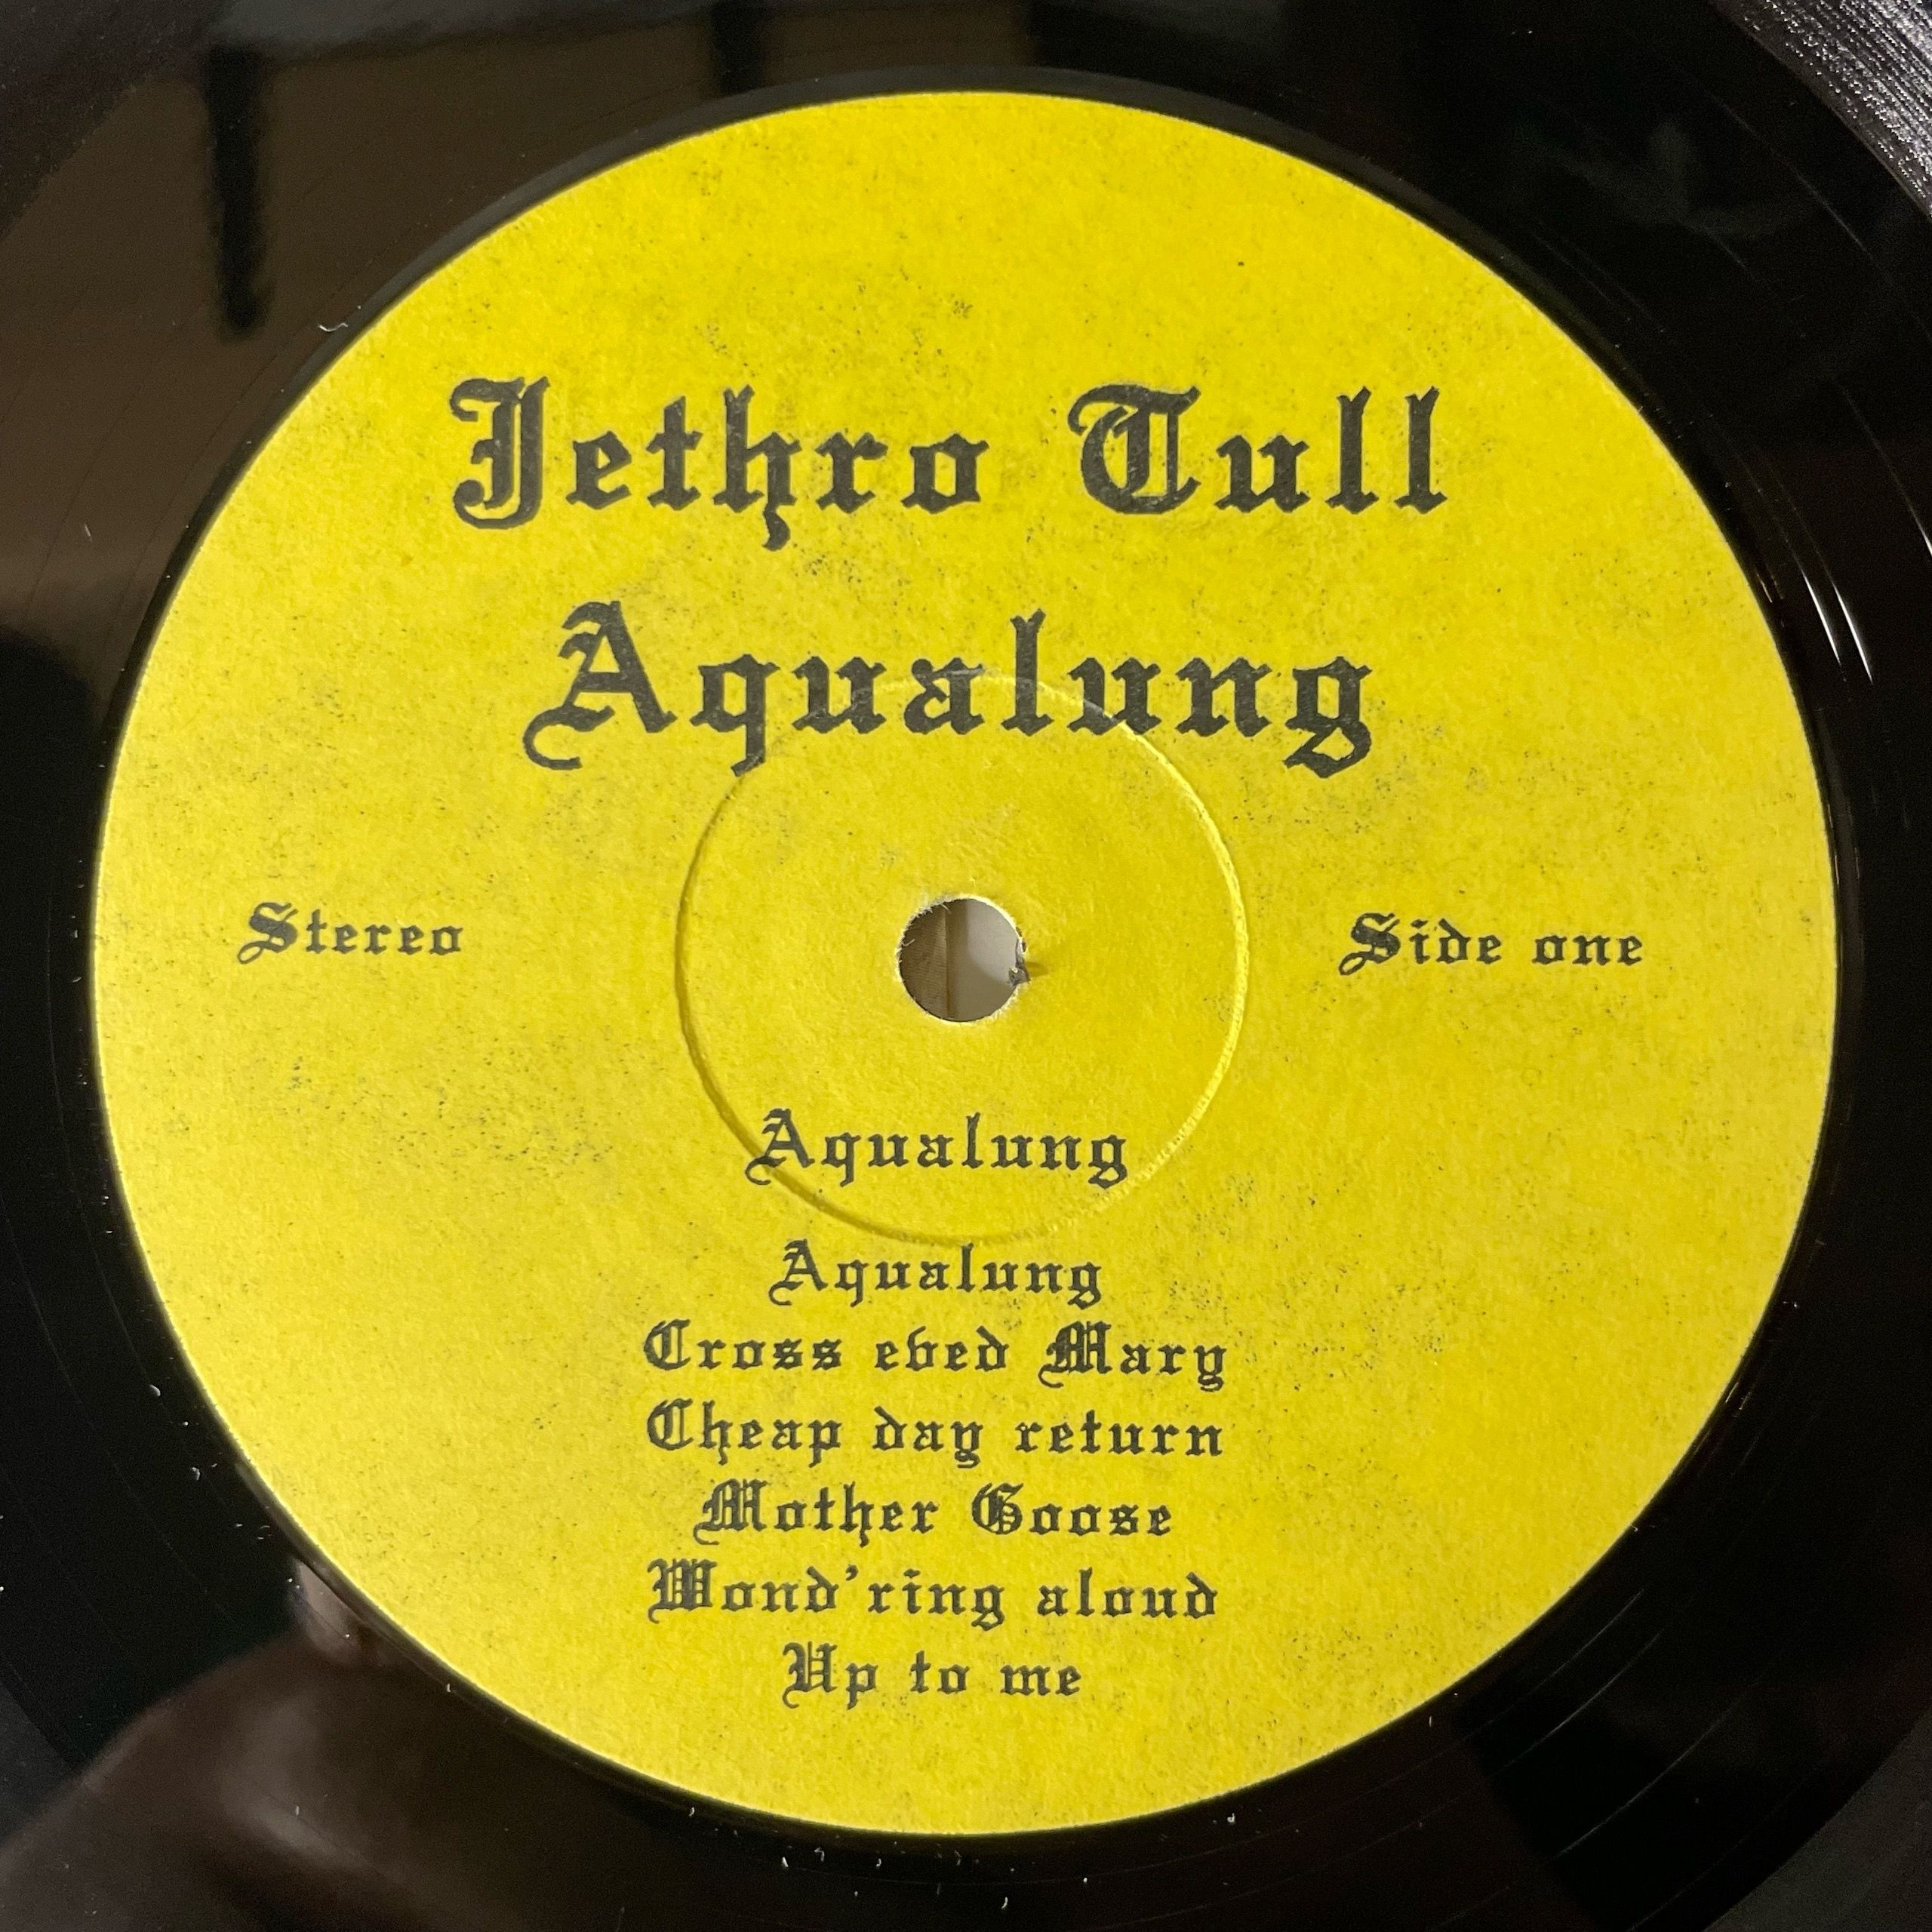 Jethro Tull
Aqualung
Stereo
Side one
Aqualung
Aqualung
Cross eved Mary
Cheap day return
Mother Goose
Wond'ring aloud
Up to me